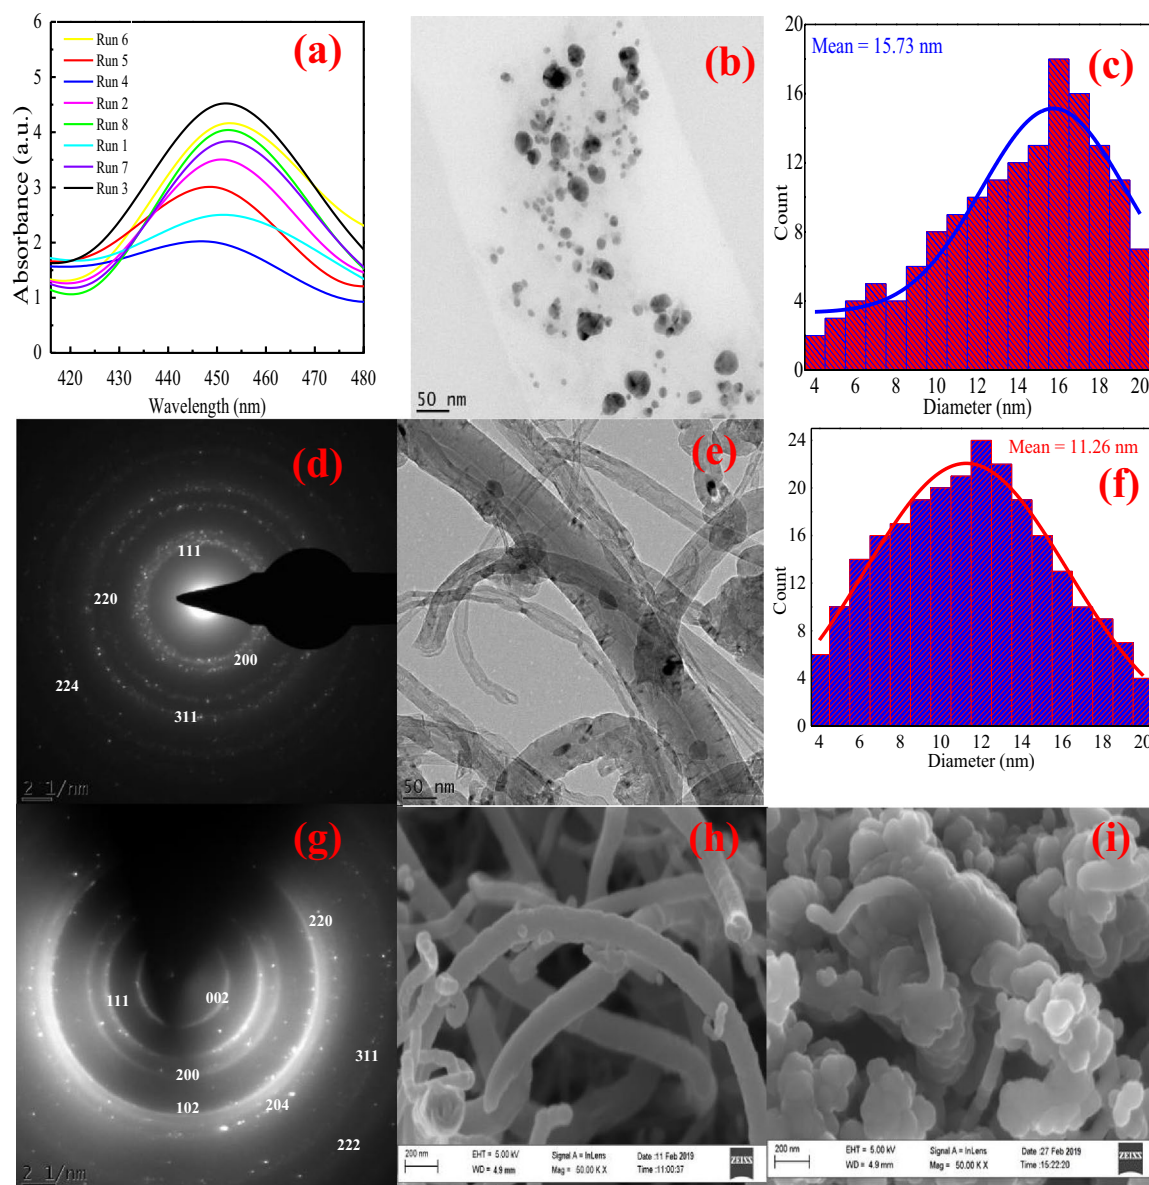 (a)
6
5
4
3
2
1
0
Absorbance (a.u.)
Run 6
Run 5
Run 4
Run 2
Run 8
Run 1
Run 7
Run 3
420 430 440 450 460 470 480
Wavelength (nm)
(b)
50 nm
(c)
Mean = 15.73 nm
20
16
12
8
4
0
Count
4 6 8 10 12 14 16 18 20
Diameter (nm)
(d)
111
220
200
224
311
2 1/nm
(e)
50 nm
(f)
Mean = 11.26 nm
24
20
16
12
8
4
0
Count
4 6 8 10 12 14 16 18 20
Diameter (nm)
(g)
220
111
002
311
200
102
204
222
2 1/nm
(h)
200 nm
EHT = 5.00 kV
Signal A = InLens
Date :11 Feb 2019
WD = 4.9 mm
Mag = 50.00 K X
Time :11:00:37
ZEISS
(i)
200 nm
EHT = 5.00 kV
Signal A = InLens
Date :27 Feb 2019
WD = 4.9 mm
Mag = 50.00 K X
Time :15:22:20
ZEISS